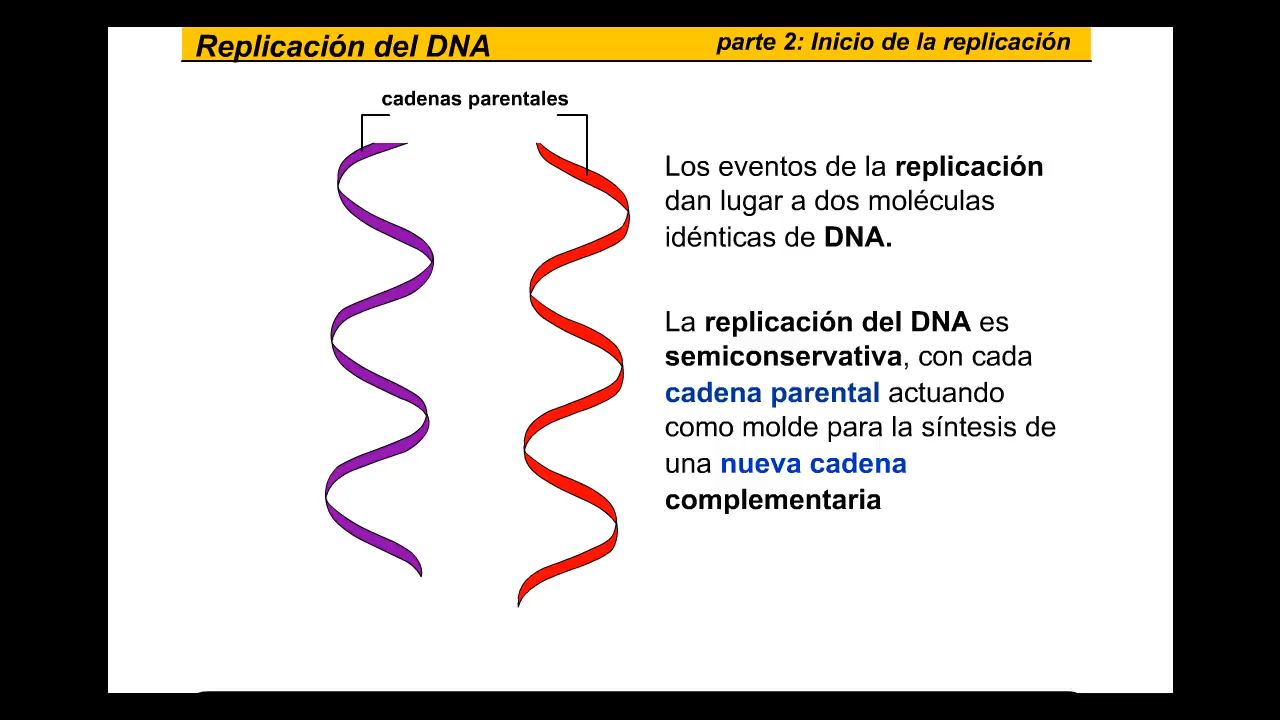 Replicación del DNA
parte 2: Inicio de la replicación
cadenas parentales
Los eventos de la replicación
dan lugar a dos moléculas
idénticas de DNA.
La replicación del DNA es
semiconservativa, con cada
cadena parental actuando
como molde para la síntesis de
una nueva cadena
complementaria